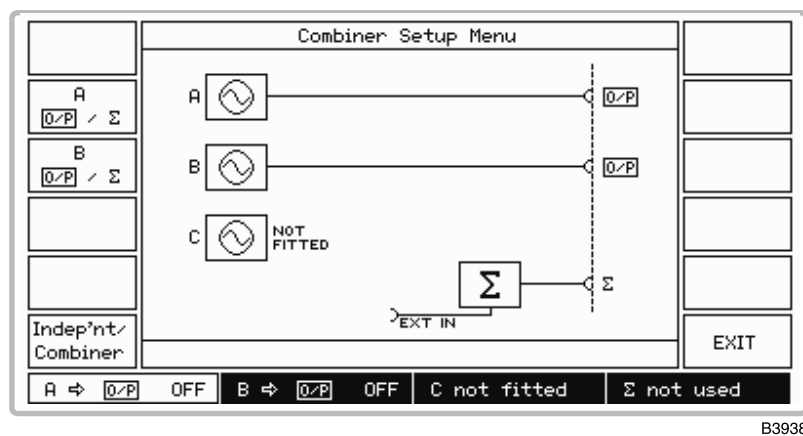 Combiner Setup Menu
A
O/P / Σ
B
O/P / Σ
Indep'nt/
Combiner
A
O/P
B
O/P
C
NOT
FITTED
Σ
Σ
EXT IN
EXIT
A ⇨ O/P OFF
B ⇨ O/P OFF
C not fitted
Σ not used
B3938